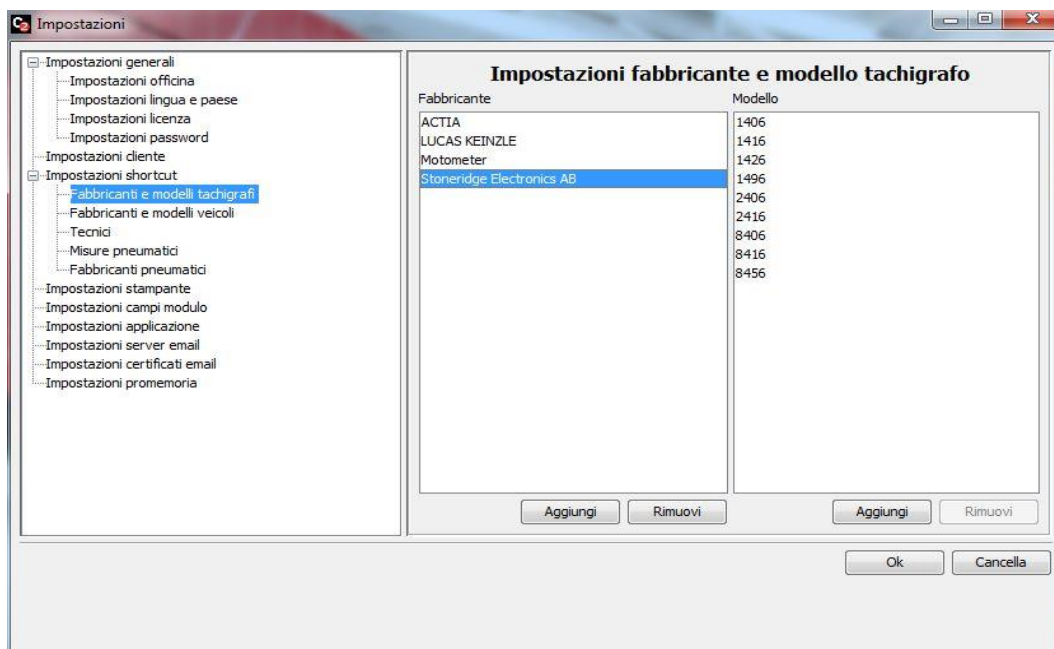 C2 Impostazioni
Impostazioni generali
Impostazioni officina
Impostazioni lingua e paese
Impostazioni licenza
Impostazioni password
Impostazioni cliente
Impostazioni shortcut
Fabbricanti e modelli tachigrafi
Fabbricanti e modelli veicoli
Tecnici
Misure pneumatici
Fabbricanti pneumatici
Impostazioni stampante
Impostazioni campi modulo
Impostazioni applicazione
Impostazioni server email
Impostazioni certificati email
Impostazioni promemoria
Impostazioni fabbricante e modello tachigrafo
Fabbricante
ACTIA
LUCAS KEINZLE
Motometer
Stoneridge Electronics AB
Aggiungi Rimuovi
Modello
1406
1416
1426
1496
2406
2416
8406
8416
8456
Aggiungi Rimuovi
Ok Cancella